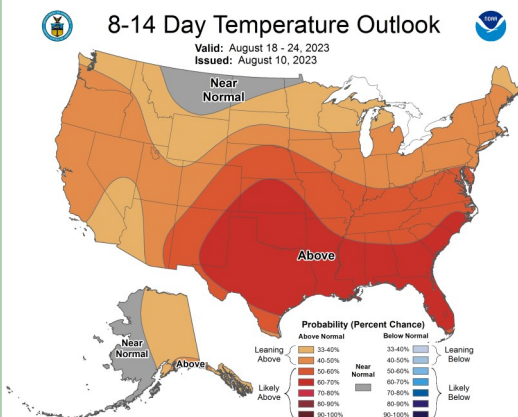 8-14 Day Temperature Outlook
Valid: August 18 - 24, 2023
Issued: August 10, 2023
NOAA
Near
Normal
Above
Near
Normal
Above
Probability (Percent Chance)
Above Normal
Below Normal
Leaning
Above
33-40%
40-50%
33-40%
40-50%
Leaning
Below
Near
Normal
Likely
Above
50-60%
60-70%
70-80%
80-90%
90-100%
50-60%
60-70%
70-80%
80-90%
90-100%
Likely
Below